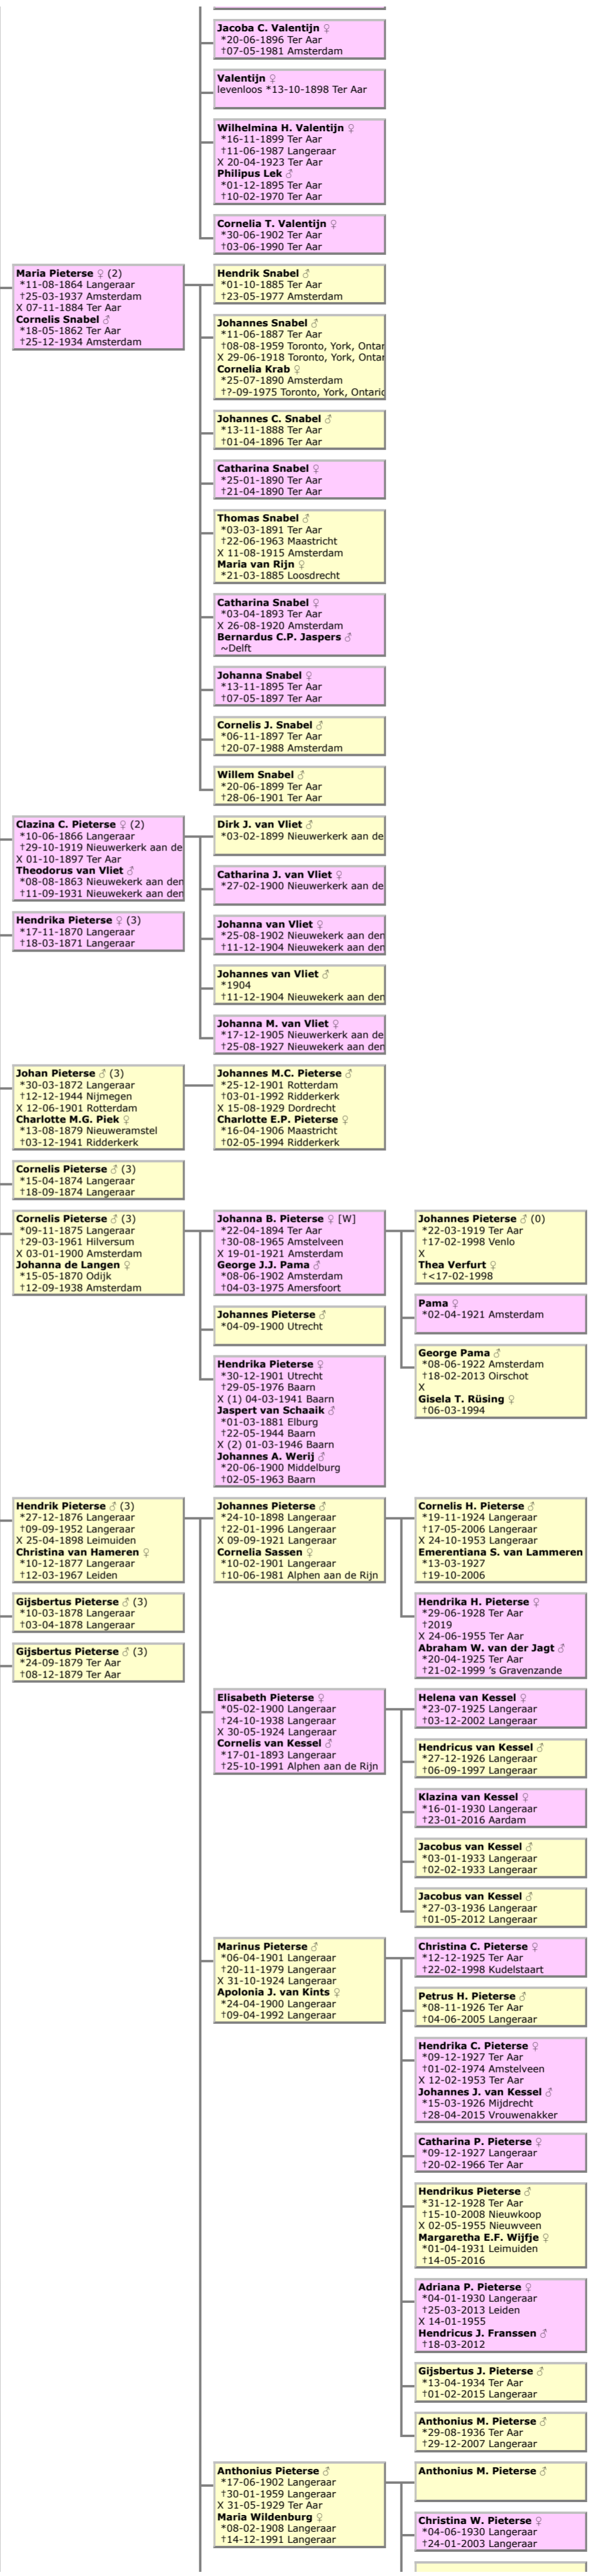 Jacoba C. Valentijn ♀
*20-06-1896 Ter Aar
†07-05-1981 Amsterdam
Valentijn ♀
levenloos *13-10-1898 Ter Aar
Wilhelmina H. Valentijn ♀
*16-11-1899 Ter Aar
†11-06-1987 Langeraar
X 20-04-1923 Ter Aar
Philipus Lek ♂
*01-12-1895 Ter Aar
†10-02-1970 Ter Aar
Cornelia T. Valentijn ♀
*30-06-1902 Ter Aar
†03-06-1990 Ter Aar
Maria Pieterse ♀ (2)
*11-08-1864 Langeraar
†25-03-1937 Amsterdam
X 07-11-1884 Ter Aar
Cornelis Snabel ♂
*18-05-1862 Ter Aar
†25-12-1934 Amsterdam
Hendrik Snabel ♂
*01-10-1885 Ter Aar
†23-05-1977 Amsterdam
Johannes Snabel ♂
*11-06-1887 Ter Aar
†08-08-1959 Toronto, York, Ontar
X 29-06-1918 Toronto, York, Ontar
Cornelia Krab ♀
*25-07-1890 Amsterdam
†?-09-1975 Toronto, York, Ontaric
Johannes C. Snabel ♂
*13-11-1888 Ter Aar
†01-04-1896 Ter Aar
Catharina Snabel ♀
*25-01-1890 Ter Aar
†21-04-1890 Ter Aar
Thomas Snabel ♂
*03-03-1891 Ter Aar
†22-06-1963 Maastricht
X 11-08-1915 Amsterdam
Maria van Rijn ♀
*21-03-1885 Loosdrecht
Catharina Snabel ♀
*03-04-1893 Ter Aar
X 26-08-1920 Amsterdam
Bernardus C.P. Jaspers ♂
~Delft
Johanna Snabel ♀
*13-11-1895 Ter Aar
†07-05-1897 Ter Aar
Cornelis J. Snabel ♂
*06-11-1897 Ter Aar
†20-07-1988 Amsterdam
Willem Snabel ♂
*20-06-1899 Ter Aar
†28-06-1901 Ter Aar
Clazina C. Pieterse ♀ (2)
*10-06-1866 Langeraar
†29-10-1919 Nieuwerkerk aan de
X 01-10-1897 Ter Aar
Theodorus van Vliet ♂
*08-08-1863 Nieuwekerk aan den
†11-09-1931 Nieuwekerk aan den
Dirk J. van Vliet ♂
*03-02-1899 Nieuwerkerk aan de
Catharina J. van Vliet ♀
*27-02-1900 Nieuwerkerk aan de
Hendrika Pieterse ♀ (3)
*17-11-1870 Langeraar
†18-03-1871 Langeraar
Johanna van Vliet ♀
*25-08-1902 Nieuwekerk aan den
†11-12-1904 Nieuwekerk aan den
Johannes van Vliet ♂
*1904
†11-12-1904 Nieuwekerk aan den
Johanna M. van Vliet ♀
*17-12-1905 Nieuwerkerk aan de
†25-08-1927 Nieuwekerk aan den
Johan Pieterse ♂ (3)
*30-03-1872 Langeraar
†12-12-1944 Nijmegen
X 12-06-1901 Rotterdam
Charlotte M.G. Piek ♀
*13-08-1879 Nieuweramstel
†03-12-1941 Ridderkerk
Johannes M.C. Pieterse ♂
*25-12-1901 Rotterdam
†03-01-1992 Ridderkerk
X 15-08-1929 Dordrecht
Charlotte E.P. Pieterse ♀
*16-04-1906 Maastricht
†02-05-1994 Ridderkerk
Cornelis Pieterse ♂ (3)
*15-04-1874 Langeraar
†18-09-1874 Langeraar
Cornelis Pieterse ♂ (3)
*09-11-1875 Langeraar
†29-03-1961 Hilversum
X 03-01-1900 Amsterdam
Johanna de Langen ♀
*15-05-1870 Odijk
†12-09-1938 Amsterdam
Johanna B. Pieterse ♀ [W]
*22-04-1894 Ter Aar
†30-08-1965 Amstelveen
X 19-01-1921 Amsterdam
George J.J. Pama ♂
*08-06-1902 Amsterdam
†04-03-1975 Amersfoort
Johannes Pieterse ♂ (0)
*22-03-1919 Ter Aar
†17-02-1998 Venlo
X
Thea Verfurt ♀
†<17-02-1998
Pama ♀
*02-04-1921 Amsterdam
Johannes Pieterse ♂
*04-09-1900 Utrecht
George Pama ♂
*08-06-1922 Amsterdam
†18-02-2013 Oirschot
X
Gisela T. Rüsing ♀
†06-03-1994
Hendrika Pieterse ♀
*30-12-1901 Utrecht
†29-05-1976 Baarn
X (1) 04-03-1941 Baarn
Jaspert van Schaaik ♂
*01-03-1881 Elburg
†22-05-1944 Baarn
X (2) 01-03-1946 Baarn
Johannes A. Werij ♂
*20-06-1900 Middelburg
†02-05-1963 Baarn
Hendrik Pieterse ♂ (3)
*27-12-1876 Langeraar
†09-09-1952 Langeraar
X 25-04-1898 Leimuiden
Christina van Hameren ♀
*10-12-1877 Langeraar
†12-03-1967 Leiden
Johannes Pieterse ♂
*24-10-1898 Langeraar
†22-01-1996 Langeraar
X 09-09-1921 Langeraar
Cornelia Sassen ♀
*10-02-1901 Langeraar
†10-06-1981 Alphen aan de Rijn
Cornelis H. Pieterse ♂
*19-11-1924 Langeraar
†17-05-2006 Langeraar
X 24-10-1953 Langeraar
Emerentiana S. van Lammeren
*13-03-1927
†19-10-2006
Gijsbertus Pieterse ♂ (3)
*10-03-1878 Langeraar
†03-04-1878 Langeraar
Hendrika H. Pieterse ♀
*29-06-1928 Ter Aar
†2019
X 24-06-1955 Ter Aar
Abraham W. van der Jagt ♂
*20-04-1925 Ter Aar
†21-02-1999 's Gravenzande
Gijsbertus Pieterse ♂ (3)
*24-09-1879 Ter Aar
†08-12-1879 Ter Aar
Elisabeth Pieterse ♀
*05-02-1900 Langeraar
†24-10-1938 Langeraar
X 30-05-1924 Langeraar
Cornelis van Kessel ♂
*17-01-1893 Langeraar
†25-10-1991 Alphen aan de Rijn
Helena van Kessel ♀
*23-07-1925 Langeraar
†03-12-2002 Langeraar
Hendricus van Kessel ♂
*27-12-1926 Langeraar
†06-09-1997 Langeraar
Klazina van Kessel ♀
*16-01-1930 Langeraar
†23-01-2016 Aardam
Jacobus van Kessel ♂
*03-01-1933 Langeraar
†02-02-1933 Langeraar
Jacobus van Kessel ♂
*27-03-1936 Langeraar
†01-05-2012 Langeraar
Marinus Pieterse ♂
*06-04-1901 Langeraar
†20-11-1979 Langeraar
X 31-10-1924 Langeraar
Apolonia J. van Kints ♀
*24-04-1900 Langeraar
†09-04-1992 Langeraar
Christina C. Pieterse ♀
*12-12-1925 Ter Aar
†22-02-1998 Kudelstaart
Petrus H. Pieterse ♂
*08-11-1926 Ter Aar
†04-06-2005 Langeraar
Hendrika C. Pieterse ♀
*09-12-1927 Ter Aar
†01-02-1974 Amstelveen
X 12-02-1953 Ter Aar
Johannes J. van Kessel ♂
*15-03-1926 Mijdrecht
†28-04-2015 Vrouwenakker
Catharina P. Pieterse ♀
*09-12-1927 Langeraar
†20-02-1966 Ter Aar
Hendrikus Pieterse ♂
*31-12-1928 Ter Aar
†15-10-2008 Nieuwkoop
X 02-05-1955 Nieuwveen
Margaretha E.F. Wijfje ♀
*01-04-1931 Leimuiden
†14-05-2016
Adriana P. Pieterse ♀
*04-01-1930 Langeraar
†25-03-2013 Leiden
X 14-01-1955
Hendricus J. Franssen ♂
†18-03-2012
Gijsbertus J. Pieterse ♂
*13-04-1934 Ter Aar
†01-02-2015 Langeraar
Anthonius M. Pieterse ♂
*29-08-1936 Ter Aar
†29-12-2007 Langeraar
Anthonius Pieterse ♂
*17-06-1902 Langeraar
†30-01-1959 Langeraar
X 31-05-1929 Ter Aar
Maria Wildenburg ♀
*08-02-1908 Langeraar
†14-12-1991 Langeraar
Anthonius M. Pieterse ♂
Christina W. Pieterse ♀
*04-06-1930 Langeraar
†24-01-2003 Langeraar